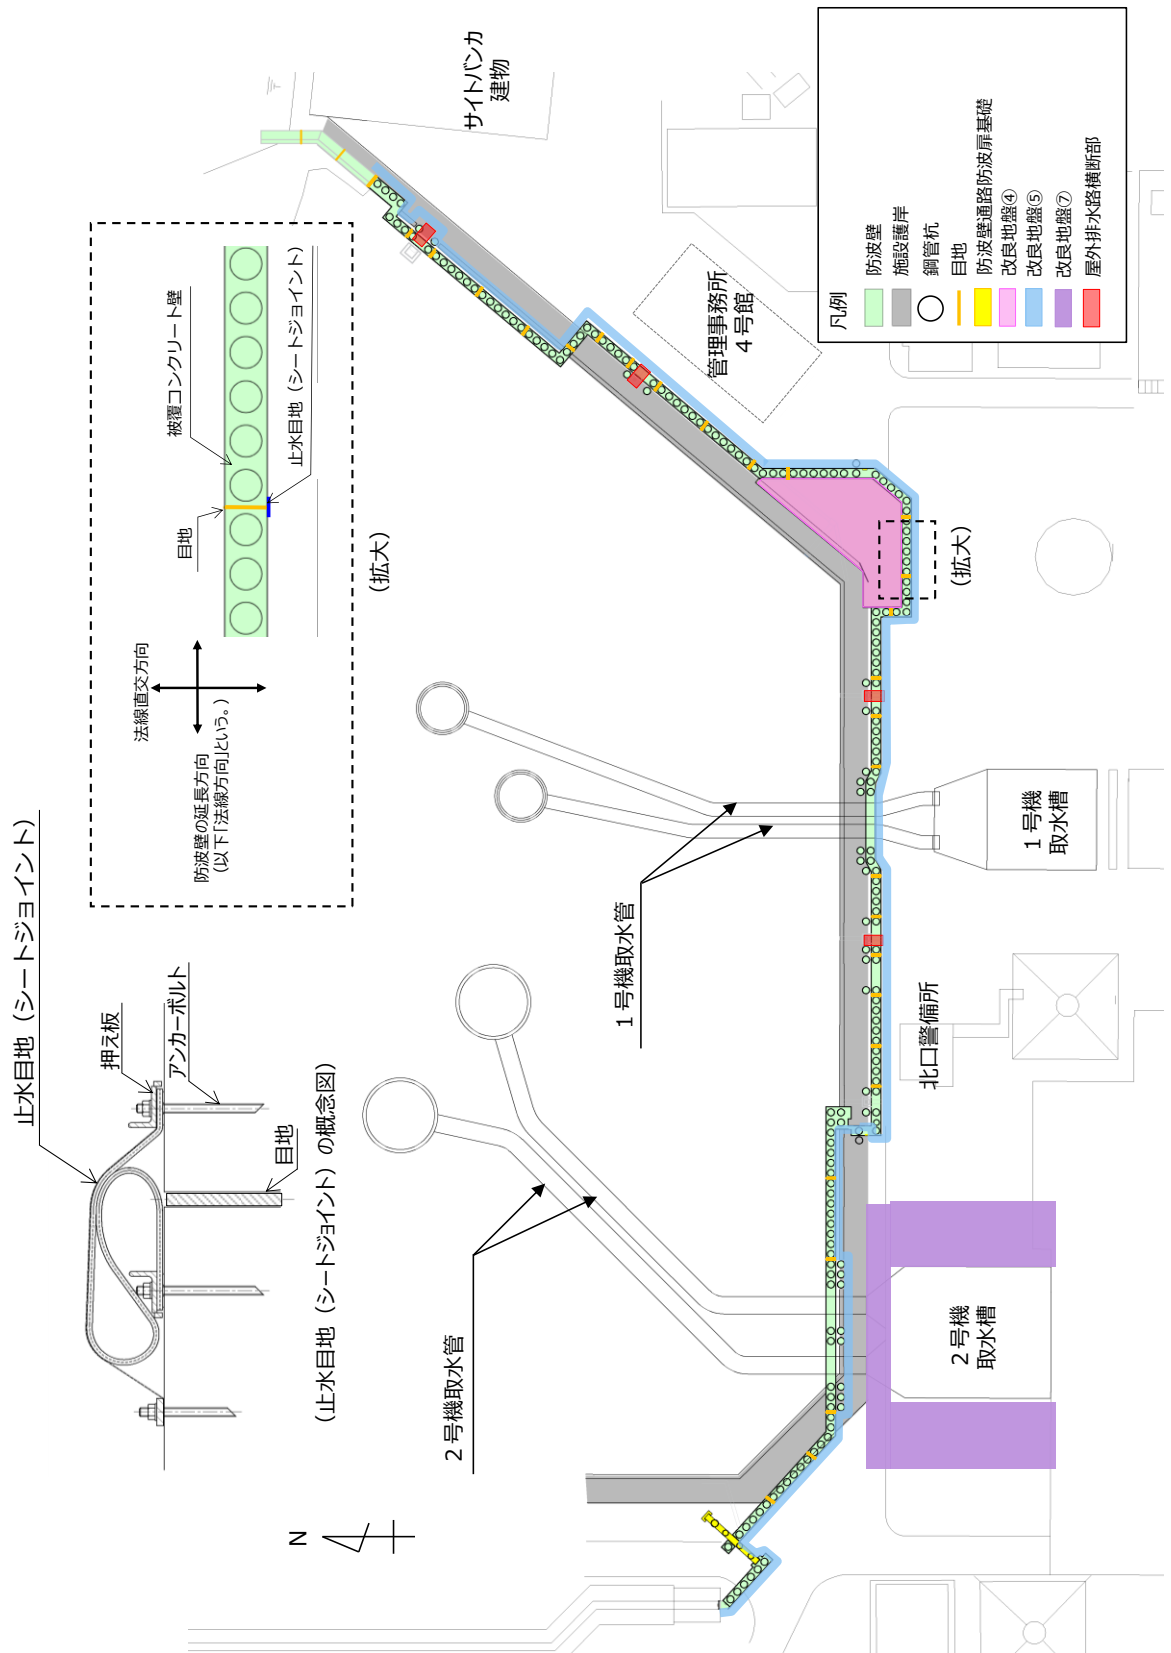 止水目地（シートジョイント）
押え板
アンカーボルト
目地
（止水目地（シートジョイント）の概念図）
法線直交方向
防波壁の延長方向
（以下「法線方向」という。）
目地
被覆コンクリート壁
止水目地（シートジョイント）
（拡大）
サイトバンカ
建物
N
２号機取水管
１号機取水管
管理事務所
４号館
（拡大）
北口警備所
２号機
取水槽
１号機
取水槽
凡例
防波壁
施設護岸
鋼管杭
目地
防波壁通路防波扉基礎
改良地盤④
改良地盤⑤
改良地盤⑦
屋外排水路横断部